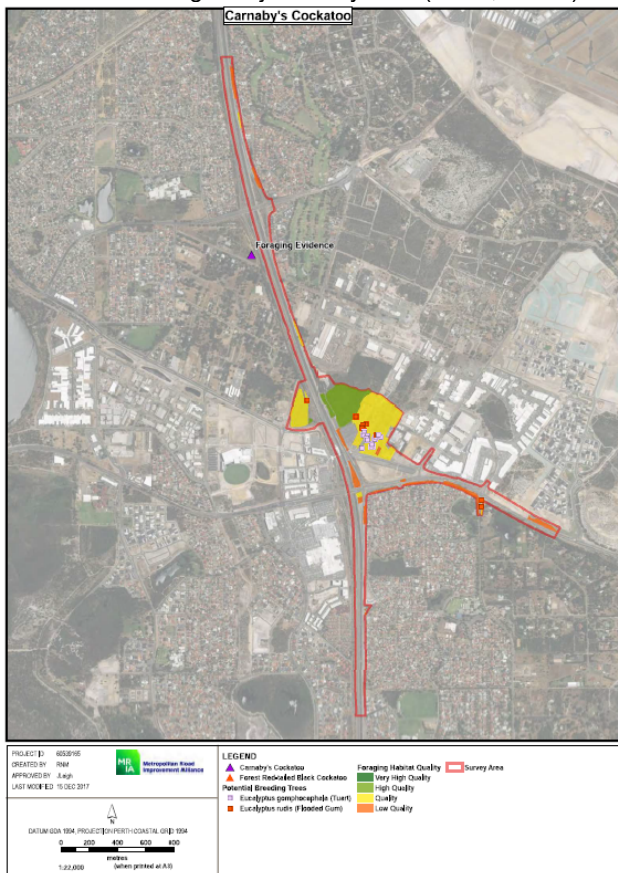 Carnaby's Cockatoo
Foraging Evidence
PROJECT ID 60520165
CREATED BY RNM
APPROVED BY J.Leigh
LAST MODIFIED 15 DEC 2017
MR
IA
Metropolitan Road
Improvement Alliance
N
DATUM GDA 1994, PROJECTION PERTH COASTAL GRID 1994
0 200 400 600 800
metres
1:22,000 (when printed at A3)
LEGEND
Carnaby's Cockatoo
Forest Red-tailed Black Cockatoo
Potential Breeding Trees
Eucalyptus gomphocephala (Tuart)
Eucalyptus rudis (Flooded Gum)
Foraging Habitat Quality
Very High Quality
High Quality
Quality
Low Quality
Survey Area